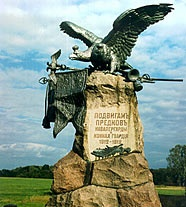 ПОДВИГАМЪ
ПРЕДКОВЪ
КАВАЛЕРГАРДЫ
И
КОННАЯ ГВАРДІЯ
1812-1912